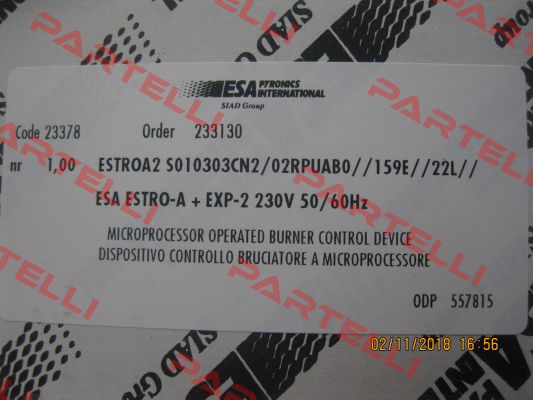 ESA PYRONICS INTERNATIONAL
SIAD Group
Code 23378 Order 233130
nr 1,00 ESTROA2 S010303CN2/02RPUAB0//159E//22L//
ESA ESTRO-A + EXP-2 230V 50/60Hz
MICROPROCESSOR OPERATED BURNER CONTROL DEVICE
DISPOSITIVO CONTROLLO BRUCIATORE A MICROPROCESSORE
ODP 557815
02/11/2018 16:56
PARTELLI
PARTELLI
PARTELLI
PARTELLI
PARTELLI
PARTELLI